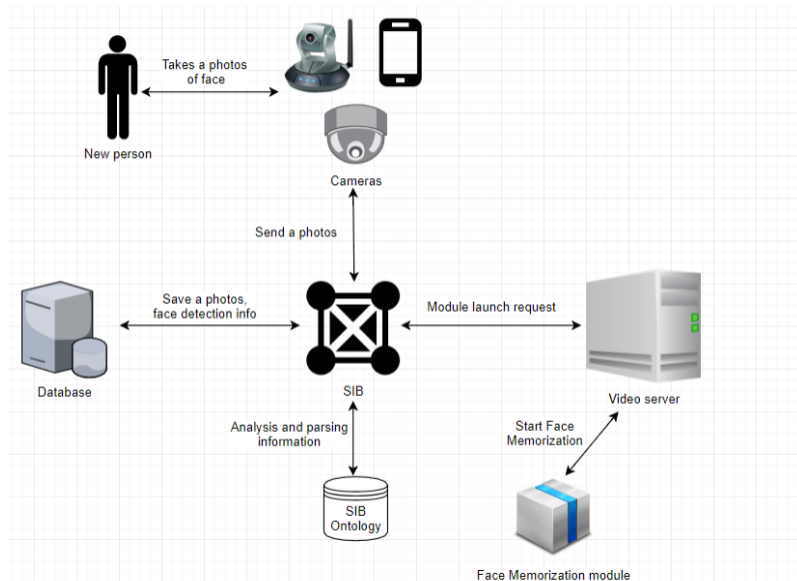 Takes a photos
of face
New person
Cameras
Send a photos
Save a photos,
face detection info
Module launch request
Database
SIB
Video server
Analysis and parsing
information
Start Face
Memorization
SIB
Ontology
Face Memorization module